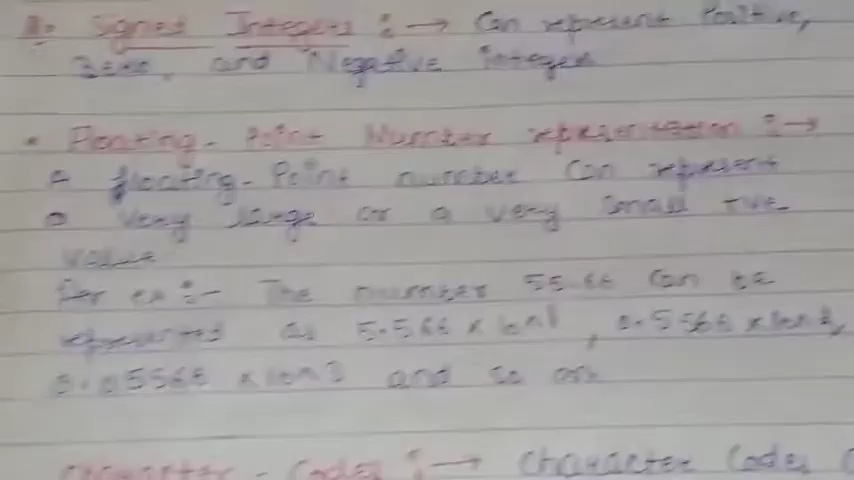 Signed Integers :→ Can represent Positive,
Zero, and Negative integer
• Floating-Point Number representation :→
A floating-Point number can represent
a very large or a very small +ve
value
For ex:- The number 55.66 can be
represented as 5.566 x 10^1, 0.5566 x 10^2,
0.05566 x 10^3 and so on.
Character-Codes :→ Character Codes